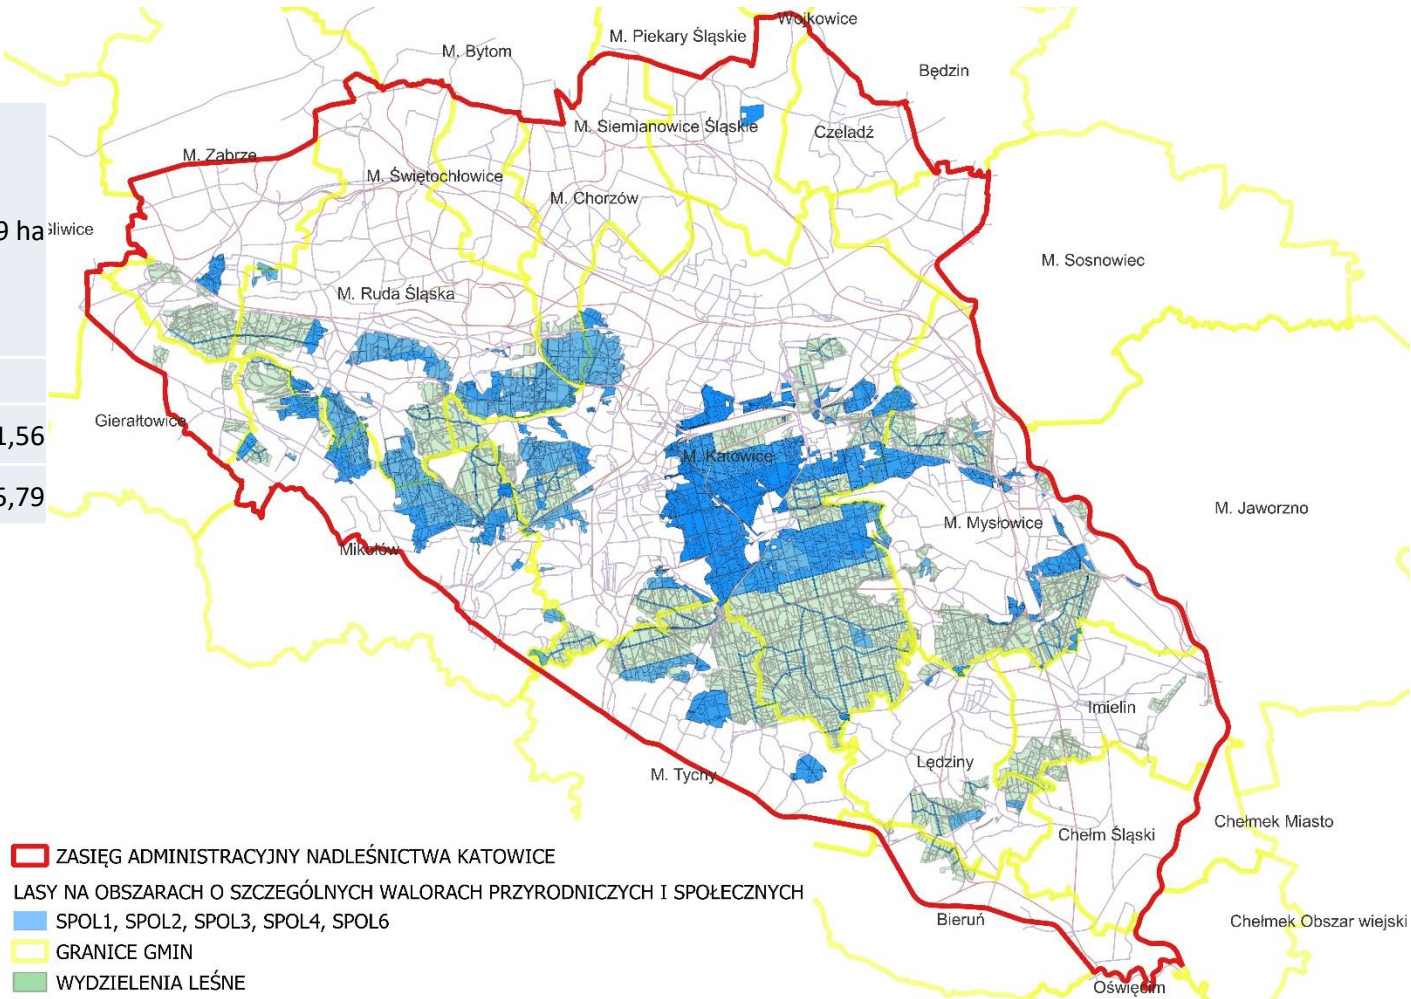 Wojkowice
M. Piekary Śląskie
M. Bytom
Będzin
M. Siemianowice Śląskie
Czeladź
M. Zabrze
M. Świętochłowice
M. Chorzów
9 ha
Gliwice
M. Sosnowiec
M. Ruda Śląska
Gierałtowice
1,56
M. Katowice
5,79
M. Jaworzno
M. Mysłowice
Mikołów
Imielin
Lędziny
M. Tychy
Chełm Śląski
Chełmek Miasto
ZASIĘG ADMINISTRACYJNY NADLEŚNICTWA KATOWICE
LASY NA OBSZARACH O SZCZEGÓLNYCH WALORACH PRZYRODNICZYCH I SPOŁECZNYCH
SPOL1, SPOL2, SPOL3, SPOL4, SPOL6
Bieruń
Chełmek Obszar wiejski
GRANICE GMIN
WYDZIELENIA LEŚNE
Oświęcim